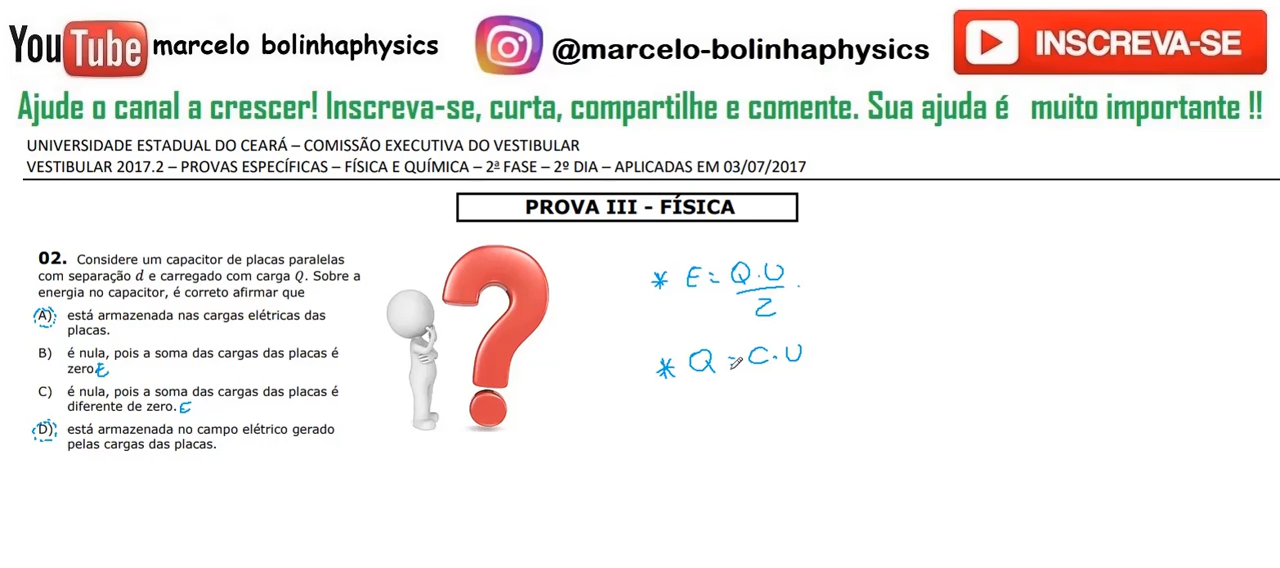 YouTube marcelo bolinhaphysics @marcelo-bolinhaphysics INSCREVA-SE
Ajude o canal a crescer! Inscreva-se, curta, compartilhe e comente. Sua ajuda é muito importante !!
UNIVERSIDADE ESTADUAL DO CEARÁ – COMISSÃO EXECUTIVA DO VESTIBULAR
VESTIBULAR 2017.2 – PROVAS ESPECÍFICAS – FÍSICA E QUÍMICA – 2ª FASE – 2º DIA – APLICADAS EM 03/07/2017
PROVA III - FÍSICA
02. Considere um capacitor de placas paralelas
com separação d e carregado com carga Q. Sobre a
energia no capacitor, é correto afirmar que
A) está armazenada nas cargas elétricas das
placas.
B) é nula, pois a soma das cargas das placas é
zero. E
C) é nula, pois a soma das cargas das placas é
diferente de zero. E
D) está armazenada no campo elétrico gerado
pelas cargas das placas.
* E = Q.U
2
* Q = C.U